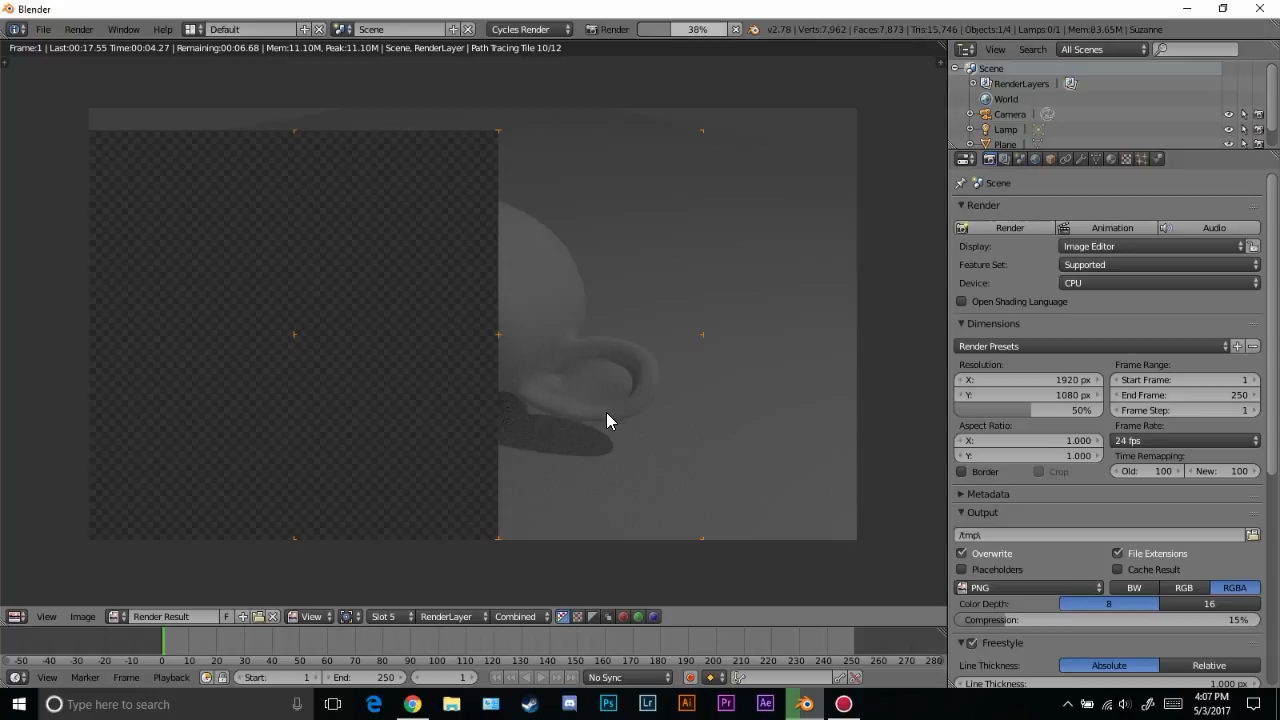 Blender
File Render Window Help Default Scene Cycles Render Render 38% v2.78 | Verts:7,962 | Faces:7,873 | Tris:15,746 | Objects:1/4 | Lamps:0/1 | Mem:83.65M | Suzanne
Frame:1 | Last:00:17.55 Time:00:04.27 | Remaining:00:06.68 | Mem:11.10M, Peak:11.10M | Scene, RenderLayer | Path Tracing Tile 10/12
View Search All Scenes
Scene
RenderLayers
World
Camera
Lamp
Plane
Scene
Render
Render Animation Audio
Display: Image Editor
Feature Set: Supported
Device: CPU
Open Shading Language
Dimensions
Render Presets
Resolution: Frame Range:
X: 1920 px Start Frame: 1
Y: 1080 px End Frame: 250
50% Frame Step: 1
Aspect Ratio: Frame Rate:
X: 1.000 24 fps
Y: 1.000 Time Remapping:
Border Crop Old: 100 New: 100
Metadata
Output
/tmp\
Overwrite File Extensions
Placeholders Cache Result
PNG BW RGB RGBA
Color Depth: 8 16
Compression: 15%
Freestyle
Line Thickness: Absolute Relative
Line Thickness: 1.000 px
View Image Render Result F View Slot 5 RenderLayer Combined
-50 -40 -30 -20 -10 0 10 20 30 40 50 60 70 80 90 100 110 120 130 140 150 160 170 180 190 200 210 220 230 240 250 260 270 280
View Marker Frame Playback Start: 1 End: 250 1 No Sync
Type here to search Ps Lr Ai Pr Ae 4:07 PM
5/3/2017